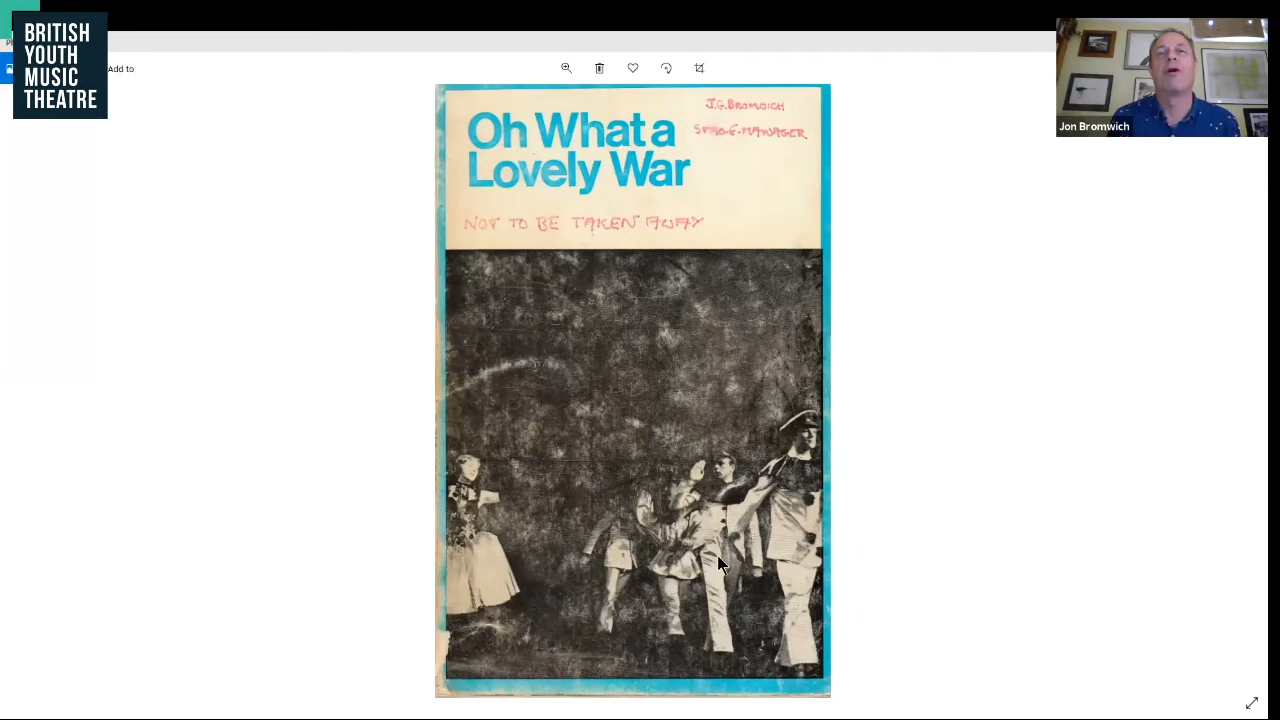 BRITISH
YOUTH
MUSIC
THEATRE
Add to
Jon Bromwich
Oh What a
Lovely War
J.G.BROMWICH
STAGE-MANAGER
NOT TO BE TAKEN AWAY